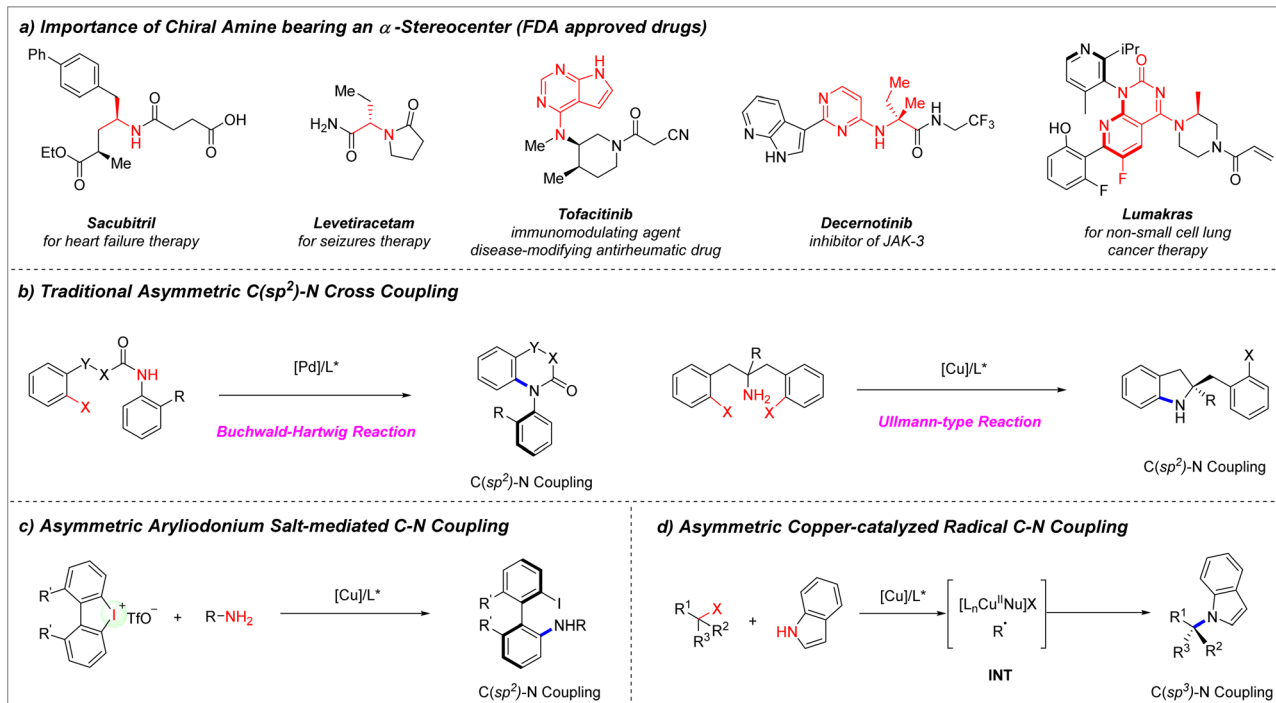 a) Importance of Chiral Amine bearing an α-Stereocenter (FDA approved drugs)
Ph
O
N
H
OH
EtO
O
Me
Sacubitril
for heart failure therapy
Me
O
H2N
N
O
Levetiracetam
for seizures therapy
N
H
N
N
N
Me
N
O
CN
Me
Tofacitinib
immunomodulating agent
disease-modifying antirheumatic drug
N
N
H
N
N
N
H
Me
Me
O
H
N
CF3
Decernotinib
inhibitor of JAK-3
N
iPr
O
Me
N
N
Me
OH
N
N
N
F
F
O
Lumakras
for non-small cell lung
cancer therapy
b) Traditional Asymmetric C(sp2)-N Cross Coupling
O
Y
X
NH
R
X
[Pd]/L*
Buchwald-Hartwig Reaction
Y
X
N
O
R
C(sp2)-N Coupling
R
NH2
X
X
[Cu]/L*
Ullmann-type Reaction
X
R
N
H
C(sp2)-N Coupling
c) Asymmetric Aryliodonium Salt-mediated C-N Coupling
R'
R'
I+
TfO−
+
R-NH2
[Cu]/L*
R'
I
R'
NHR
C(sp2)-N Coupling
d) Asymmetric Copper-catalyzed Radical C-N Coupling
R1
X
R2
R3
+
HN
[Cu]/L*
[LnCuIINu]X
R•
INT
R1
N
R3
R2
C(sp3)-N Coupling